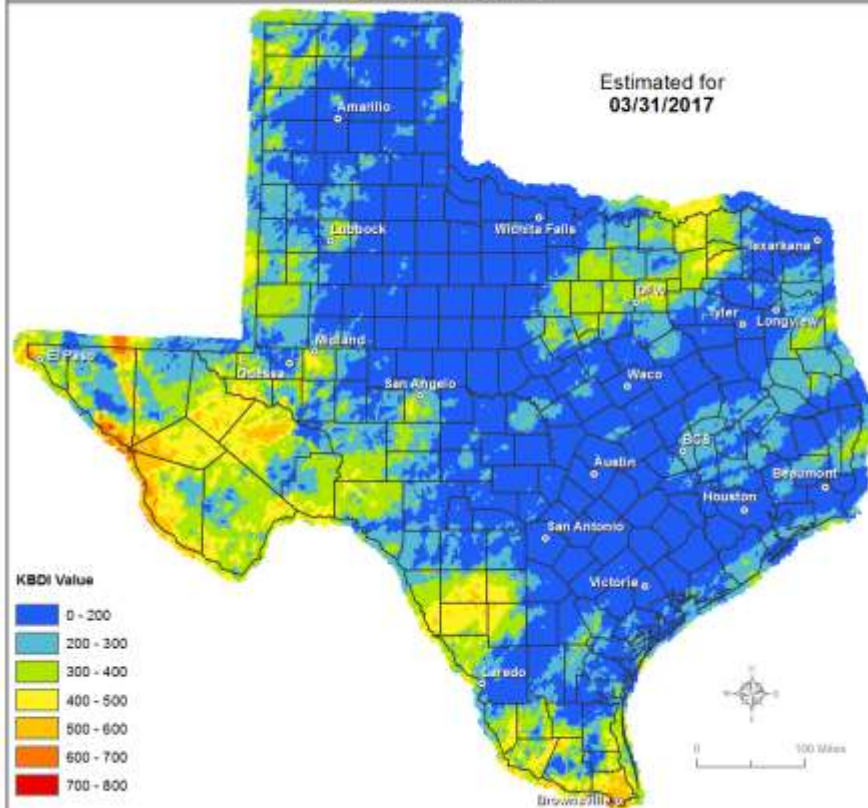 Estimated for
03/31/2017
Amarillo
Lubbock
Wichita Falls
Texarkana
DFW
Tyler
Longview
El Paso
Midland
Odessa
San Angelo
Waco
BCS
Austin
Beaumont
Houston
San Antonio
Victoria
Laredo
Brownsville
KBDI Value
0 - 200
200 - 300
300 - 400
400 - 500
500 - 600
600 - 700
700 - 800
0 100 Miles